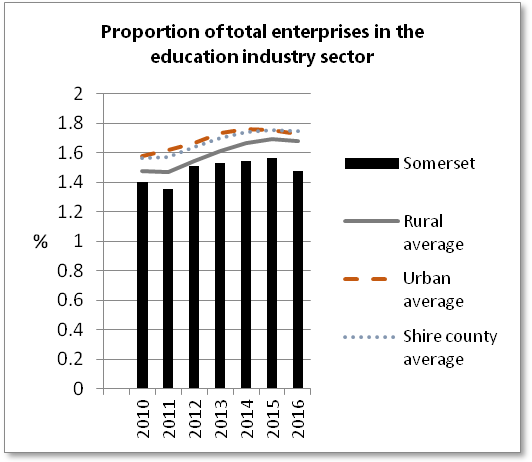 Proportion of total enterprises in the
education industry sector
2
1.8
1.6
1.4
1.2
1
0.8
0.6
0.4
0.2
0
%
2010
2011
2012
2013
2014
2015
2016
Somerset
Rural
average
Urban
average
Shire county
average